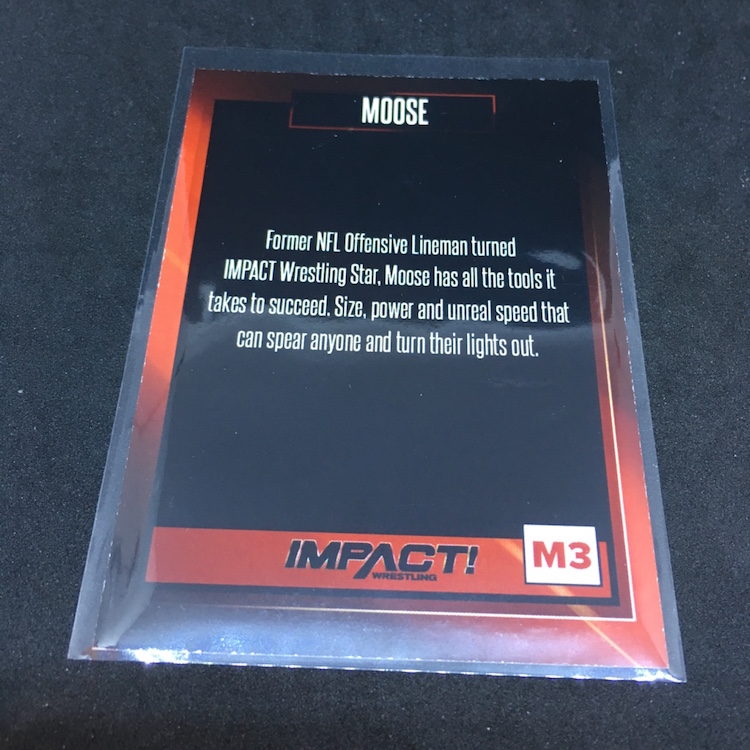 MOOSE
Former NFL Offensive Lineman turned
IMPACT Wrestling Star, Moose has all the tools it
takes to succeed. Size, power and unreal speed that
can spear anyone and turn their lights out.
IMPACT!
WRESTLING
M3